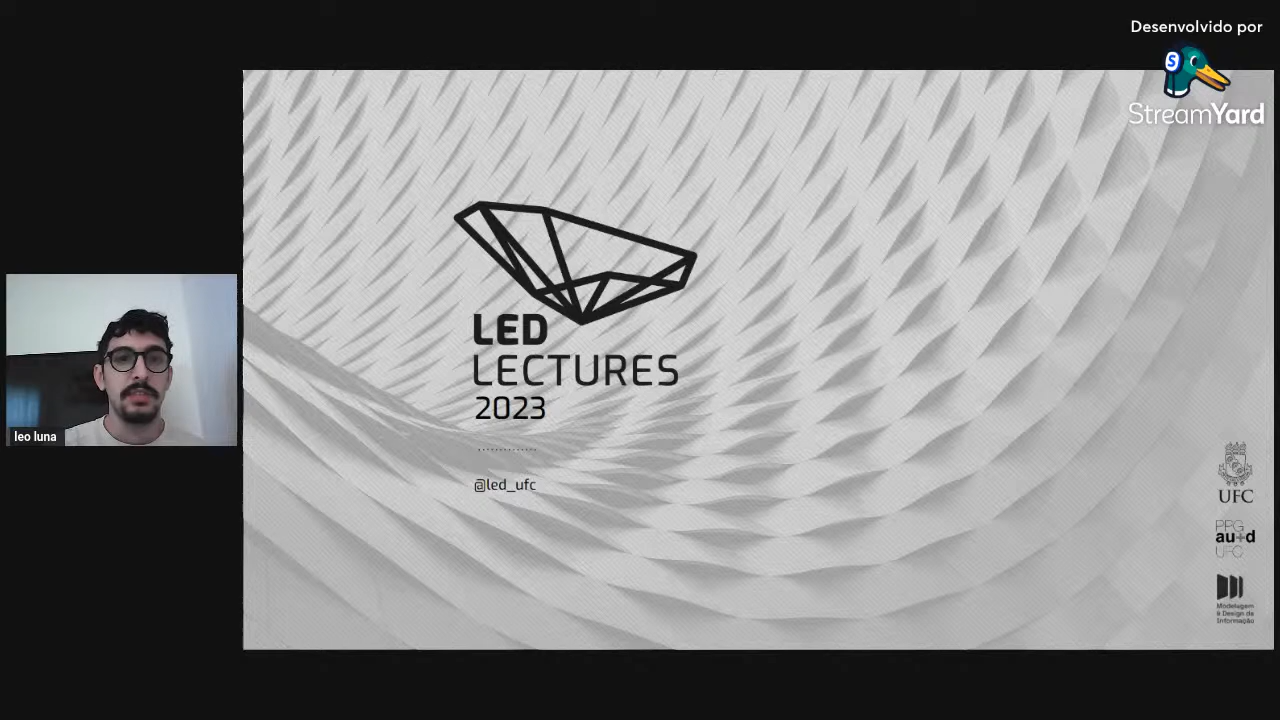 Desenvolvido por
StreamYard
LED
LECTURES
2023
@led_ufc
leo luna
UFC
PPG
au+d
UFC
Modelagem
& Design da
Informação